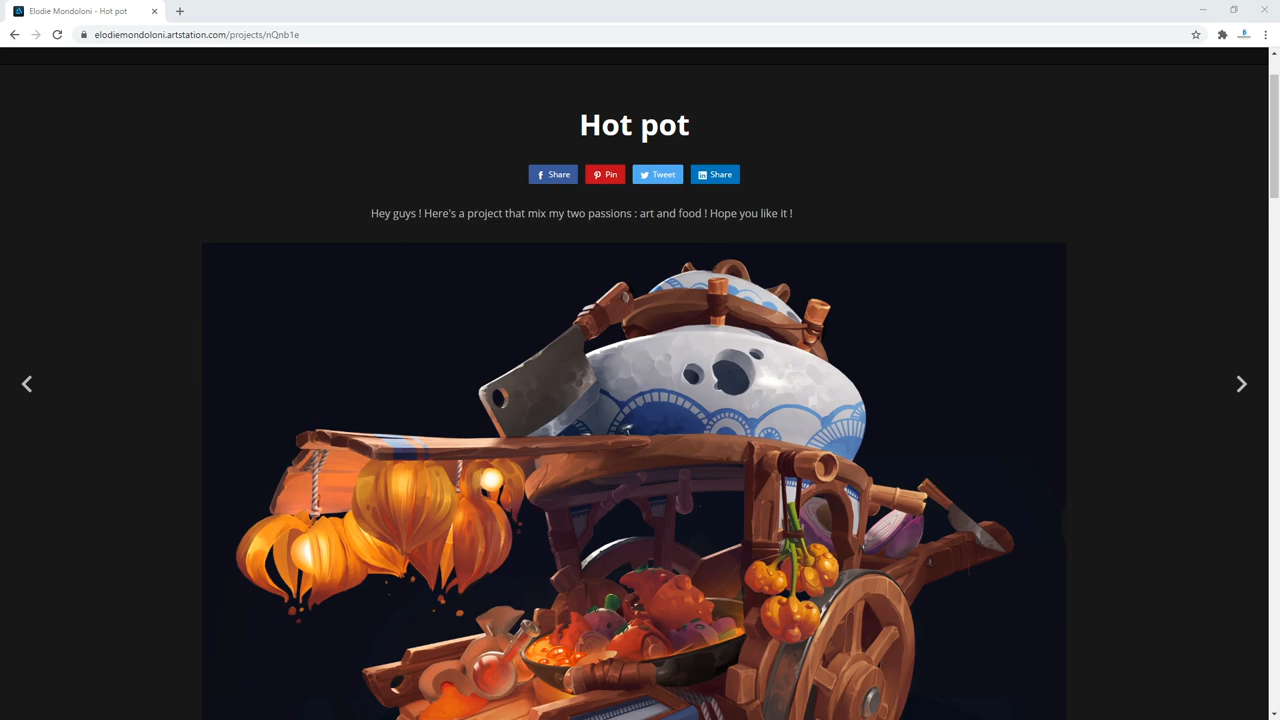 Elodie Mondoloni - Hot pot
elodiemondoloni.artstation.com/projects/nQnb1e
Hot pot
Share Pin Tweet Share
Hey guys ! Here's a project that mix my two passions : art and food ! Hope you like it !